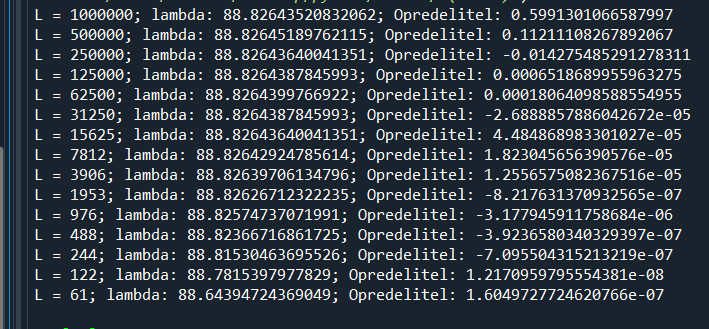 L = 1000000; lambda: 88.82643520832062; Opredelitel: 0.5991301066587997
L = 500000; lambda: 88.82645189762115; Opredelitel: 0.11211108267892067
L = 250000; lambda: 88.82643640041351; Opredelitel: -0.014275485291278311
L = 125000; lambda: 88.8264387845993; Opredelitel: 0.0006518689955963275
L = 62500; lambda: 88.8264399766922; Opredelitel: 0.00018064098588554955
L = 31250; lambda: 88.8264387845993; Opredelitel: -2.6888857886042672e-05
L = 15625; lambda: 88.82643640041351; Opredelitel: 4.484868983301027e-05
L = 7812; lambda: 88.82642924785614; Opredelitel: 1.823045656390576e-05
L = 3906; lambda: 88.82639706134796; Opredelitel: 1.2556575082367516e-05
L = 1953; lambda: 88.82626712322235; Opredelitel: -8.217631370932565e-07
L = 976; lambda: 88.82574737071991; Opredelitel: -3.177945911758684e-06
L = 488; lambda: 88.82366716861725; Opredelitel: -3.9236580340329397e-07
L = 244; lambda: 88.81530463695526; Opredelitel: -7.095504315213219e-07
L = 122; lambda: 88.7815397977829; Opredelitel: 1.2170959795554381e-08
L = 61; lambda: 88.64394724369049; Opredelitel: 1.6049727724620766e-07